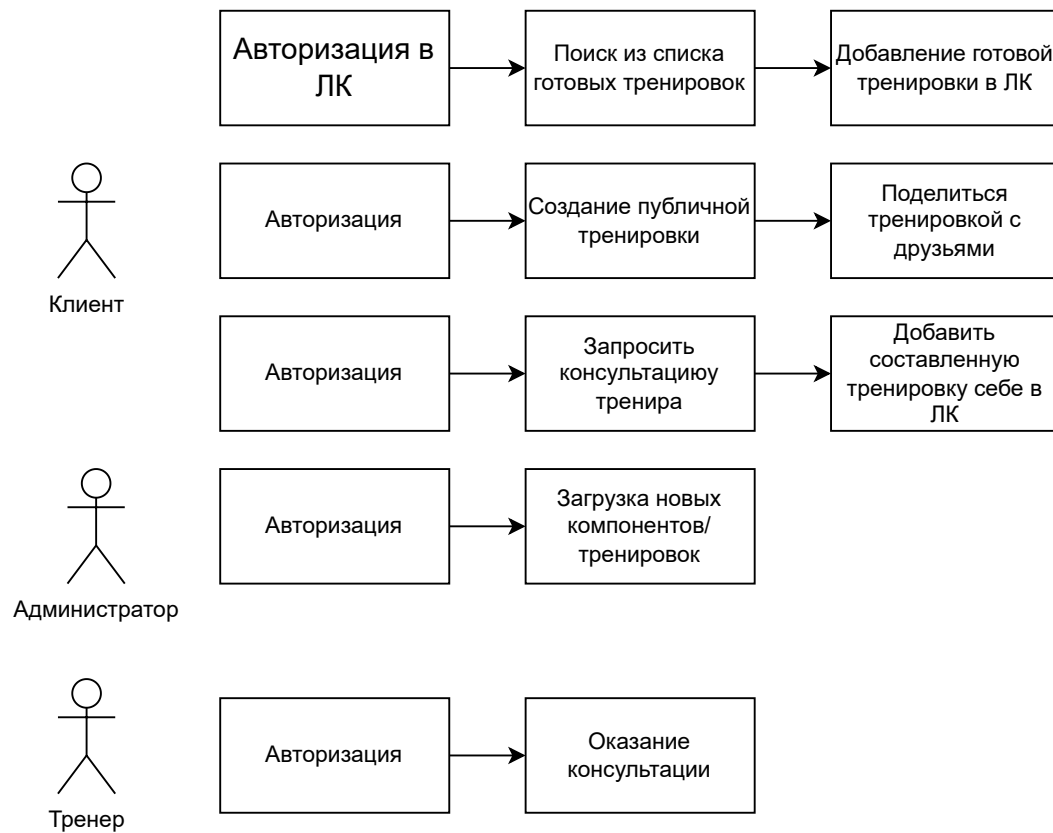 Авторизация в
ЛК
Поиск из списка
готовых тренировок
Добавление готовой
тренировки в ЛК
Клиент
Авторизация
Создание публичной
тренировки
Поделиться
тренировкой с
друзьями
Авторизация
Запросить
консультациюу
тренира
Добавить
составленную
тренировку себе в
ЛК
Администратор
Авторизация
Загрузка новых
компонентов/
тренировок
Тренер
Авторизация
Оказание
консультации